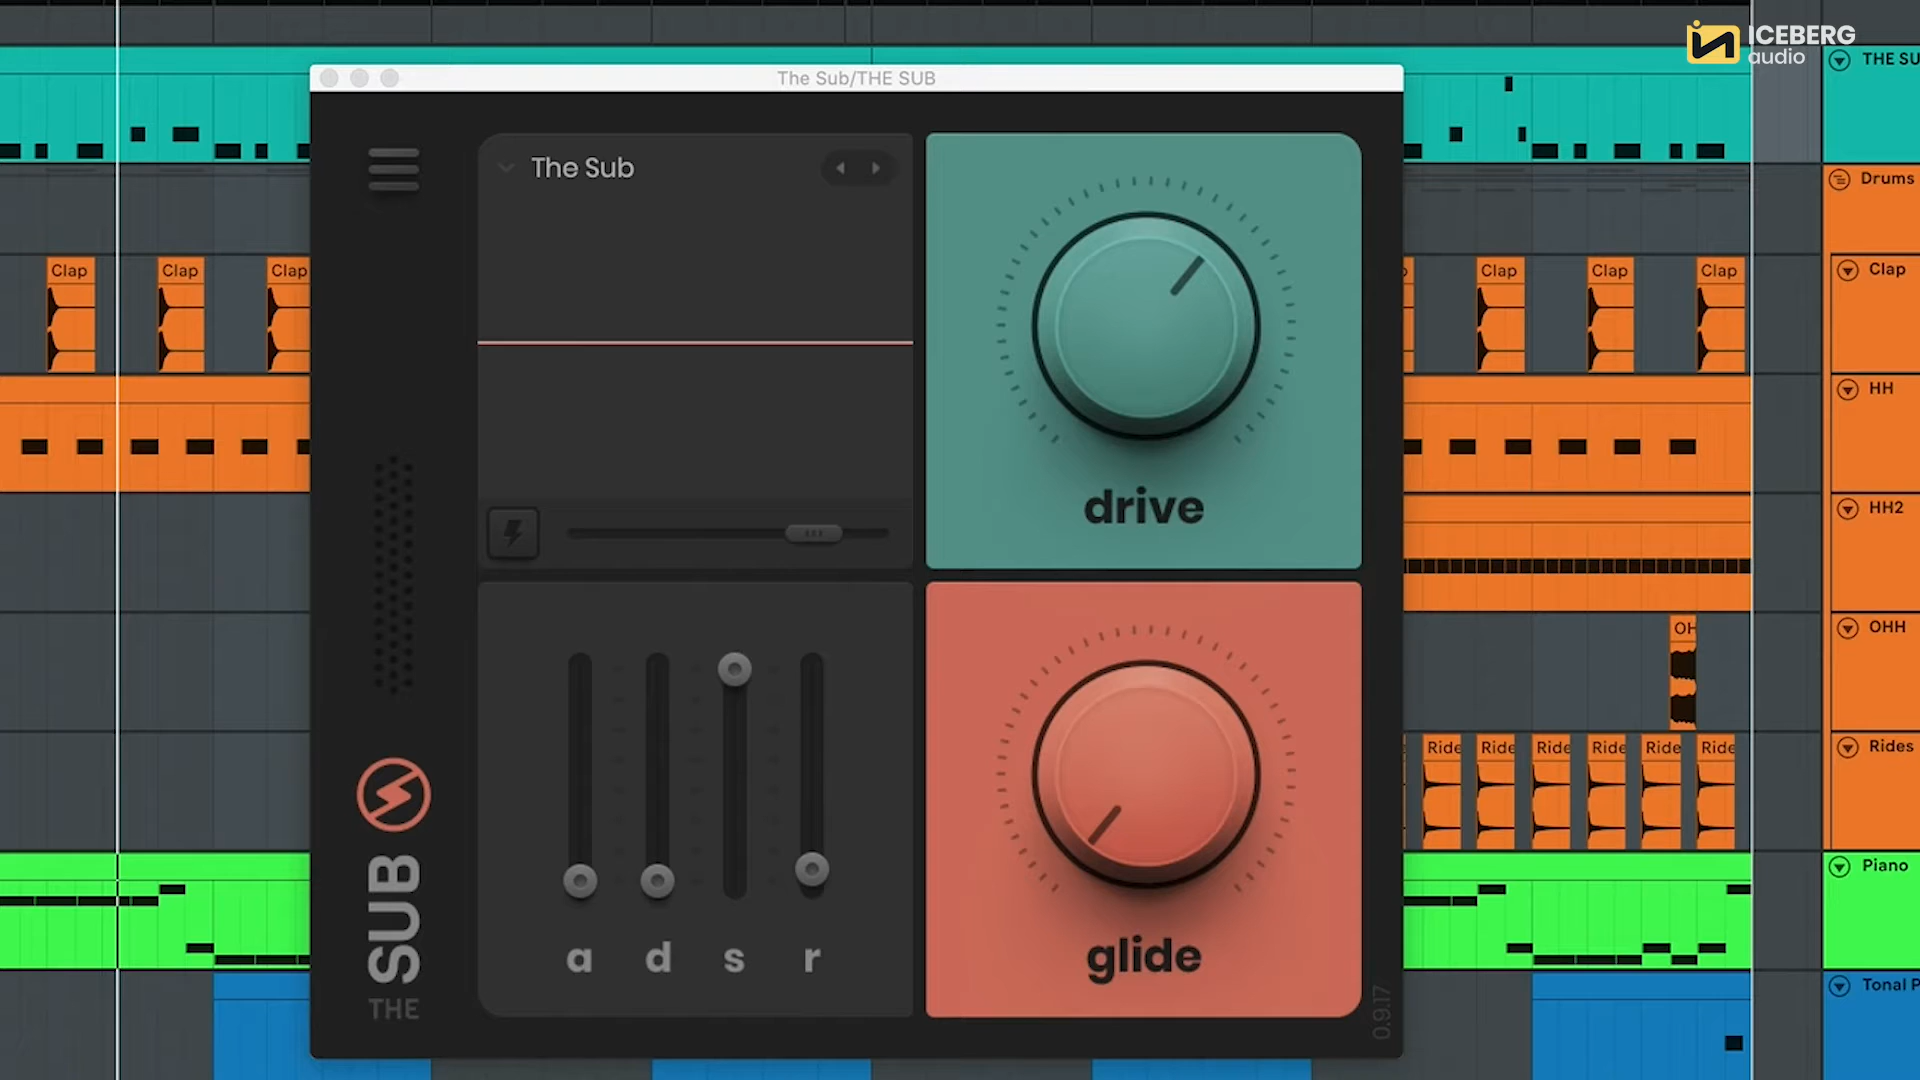 ICEBERG
audio
The Sub/THE SUB
The Sub
drive
a d s r
glide
THE SUB
0.9.17
Clap
Clap
Clap
Clap
Clap
Clap
OH
Ride
Ride
Ride
Ride
Ride
Ride
THE SU
Drums
Clap
HH
HH2
OHH
Rides
Piano
Tonal P